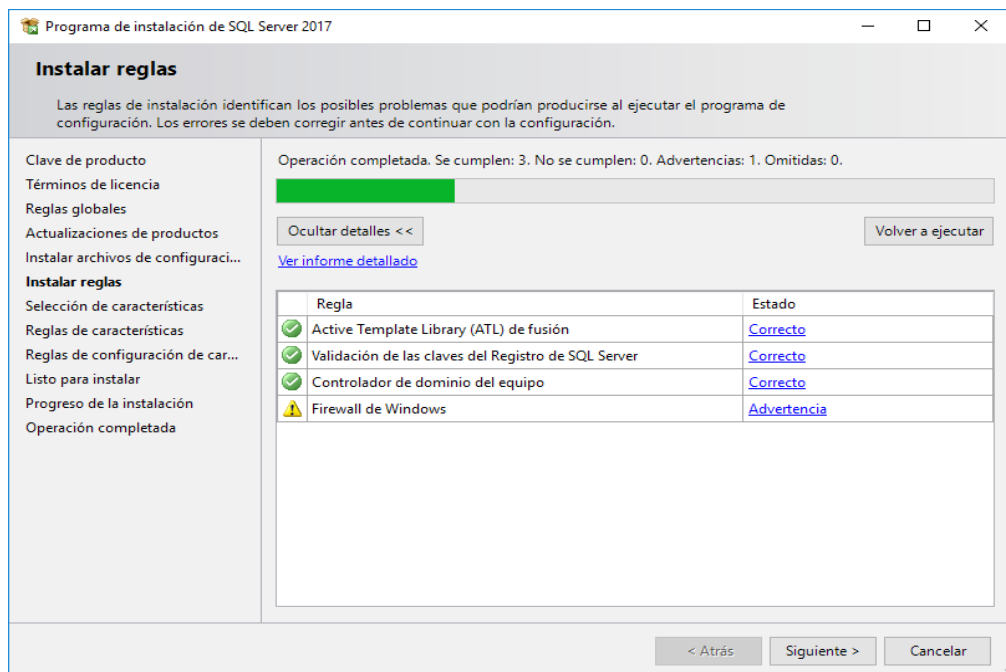 Programa de instalación de SQL Server 2017
Instalar reglas
Las reglas de instalación identifican los posibles problemas que podrían producirse al ejecutar el programa de
configuración. Los errores se deben corregir antes de continuar con la configuración.
Clave de producto
Términos de licencia
Reglas globales
Actualizaciones de productos
Instalar archivos de configuraci...
Instalar reglas
Selección de características
Reglas de características
Reglas de configuración de car...
Listo para instalar
Progreso de la instalación
Operación completada
Operación completada. Se cumplen: 3. No se cumplen: 0. Advertencias: 1. Omitidas: 0.
Ocultar detalles << Volver a ejecutar
Ver informe detallado
Regla Estado
Active Template Library (ATL) de fusión Correcto
Validación de las claves del Registro de SQL Server Correcto
Controlador de dominio del equipo Correcto
Firewall de Windows Advertencia
< Atrás Siguiente > Cancelar